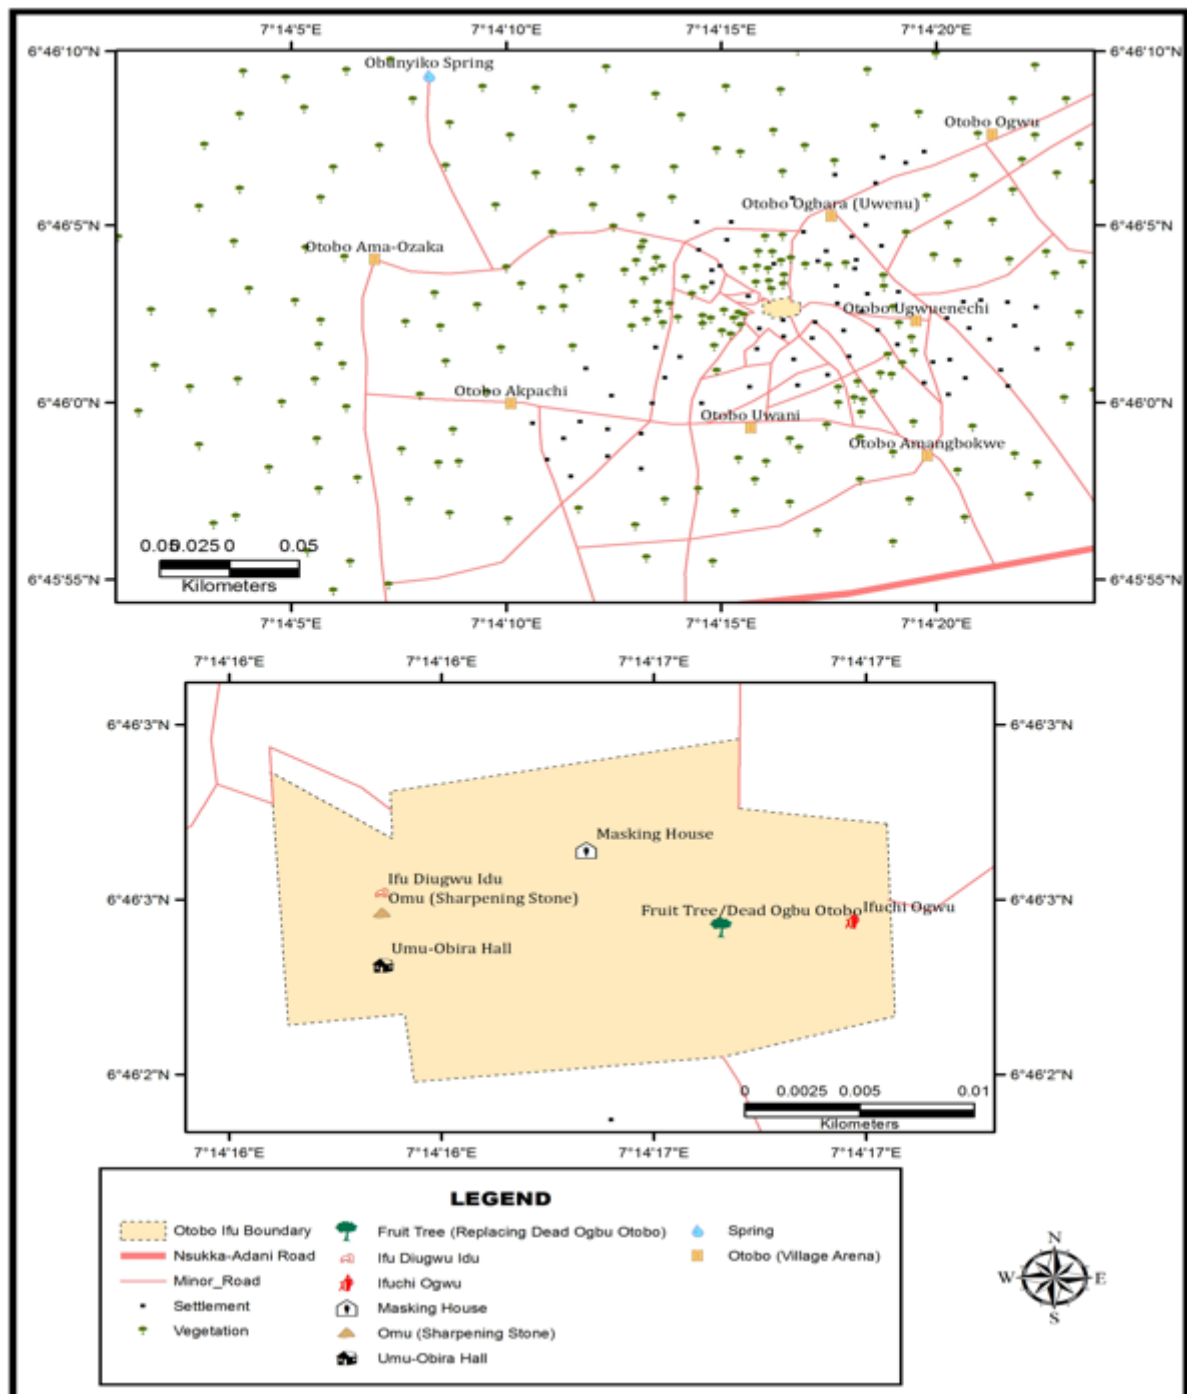 7°14'5"E 7°14'10"E 7°14'15"E 7°14'20"E
6°46'10"N 6°46'10"N
Obunyiko Spring
Otobo Ogwu
Otobo Ogbara (Uwenu)
6°46'5"N 6°46'5"N
Otobo Ama-Ozaka
Otobo Ugwuenechi
Otobo Akpachi
6°46'0"N 6°46'0"N
Otobo Uwani
Otobo Amangbokwe
0.05 0.025 0 0.05
Kilometers
6°45'55"N 6°45'55"N
7°14'5"E 7°14'10"E 7°14'15"E 7°14'20"E
7°14'16"E 7°14'16"E 7°14'17"E 7°14'17"E
6°46'3"N 6°46'3"N
Masking House
Ifu Diugwu Idu
Omu (Sharpening Stone)
6°46'3"N 6°46'3"N
Fruit Tree/Dead Ogbu Otobo Ifuchi Ogwu
Umu-Obira Hall
6°46'2"N 6°46'2"N
0 0.0025 0.005 0.01
Kilometers
7°14'16"E 7°14'16"E 7°14'17"E 7°14'17"E
LEGEND
Otobo Ifu Boundary
Nsukka-Adani Road
Minor_Road
Settlement
Vegetation
Fruit Tree (Replacing Dead Ogbu Otobo)
Ifu Diugwu Idu
Ifuchi Ogwu
Masking House
Omu (Sharpening Stone)
Umu-Obira Hall
Spring
Otobo (Village Arena)
N
W E
S